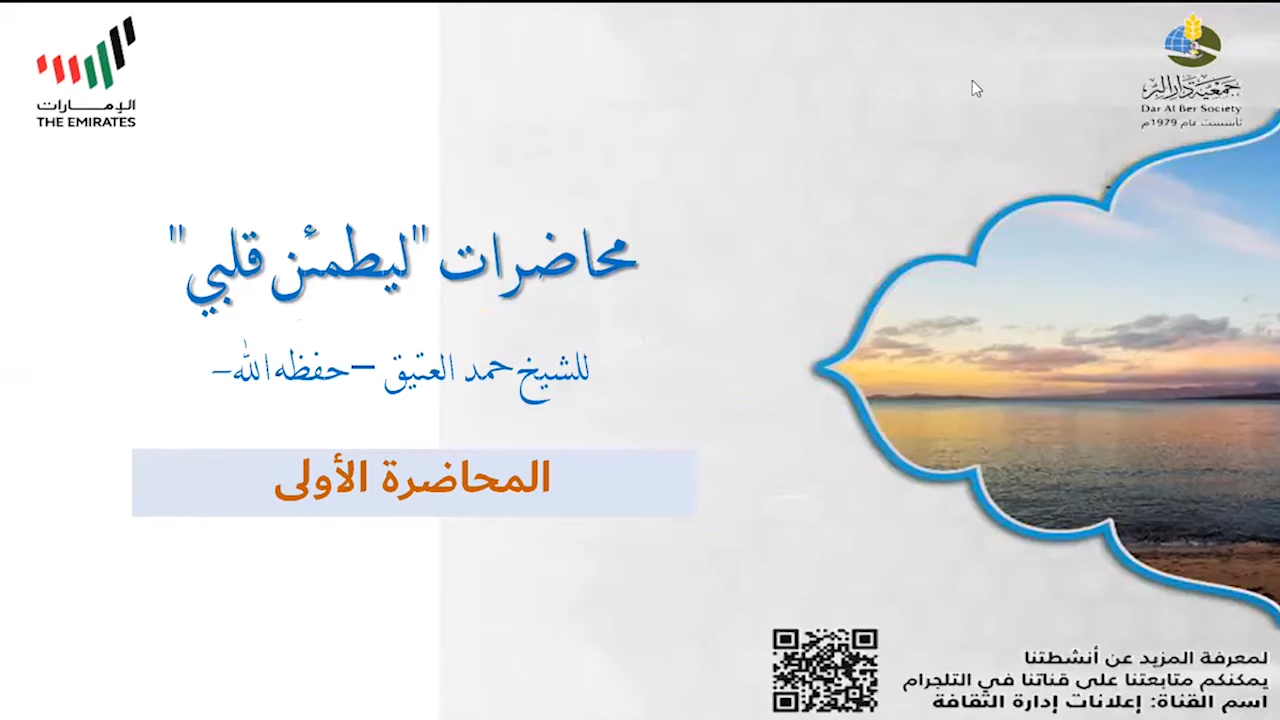 الإمارات
THE EMIRATES
جمعية دار البر
Dar Al Ber Society
تأسست عام 1979م
محاضرات "ليطمئن قلبي"
للشيخ حمد العتيق –حفظه الله–
المحاضرة الأولى
لمعرفة المزيد عن أنشطتنا
يمكنكم متابعتنا على قناتنا في التلجرام
اسم القناة: إعلانات إدارة الثقافة